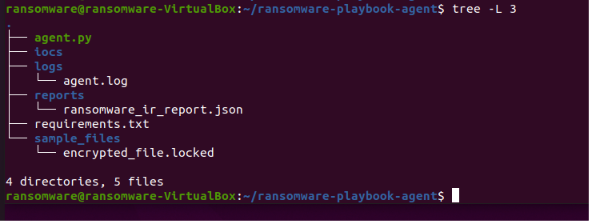 ransomware@ransomware-VirtualBox:~/ransomware-playbook-agent$ tree -L 3
.
├── agent.py
├── iocs
├── logs
│   └── agent.log
├── reports
│   └── ransomware_ir_report.json
├── requirements.txt
└── sample_files
    └── encrypted_file.locked

4 directories, 5 files
ransomware@ransomware-VirtualBox:~/ransomware-playbook-agent$